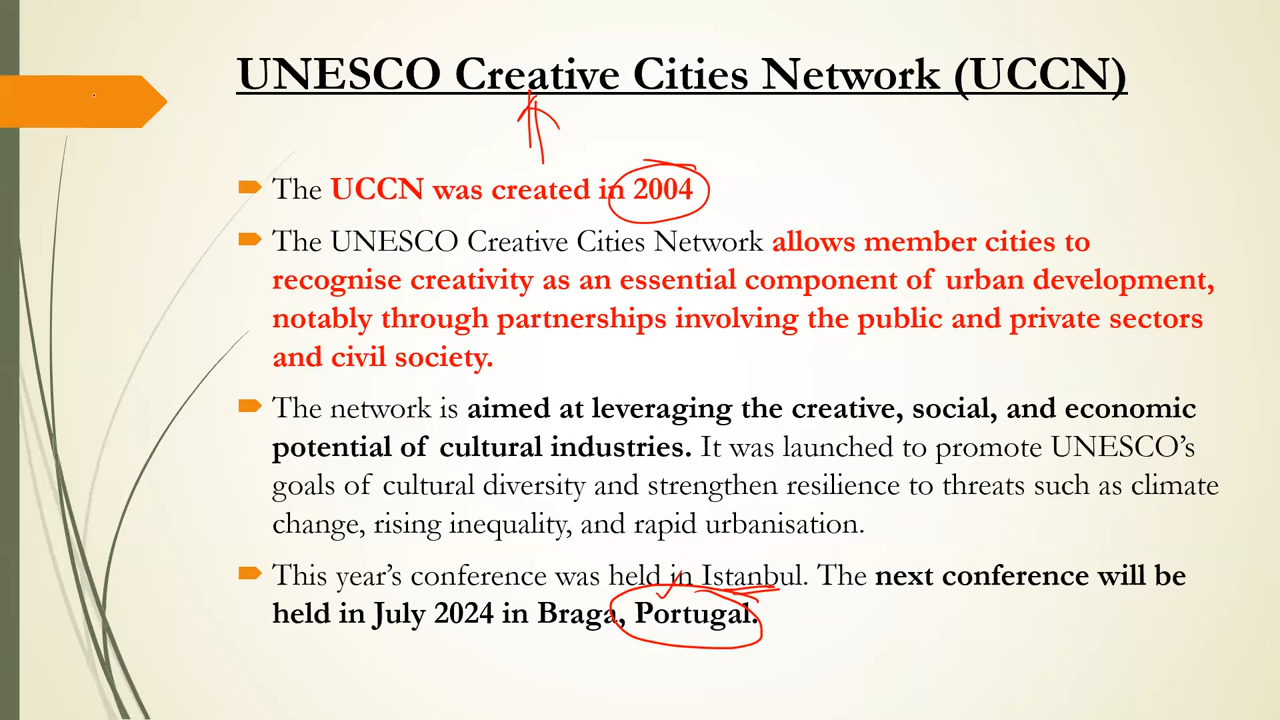 UNESCO Creative Cities Network (UCCN)
The UCCN was created in 2004
The UNESCO Creative Cities Network allows member cities to
recognise creativity as an essential component of urban development,
notably through partnerships involving the public and private sectors
and civil society.
The network is aimed at leveraging the creative, social, and economic
potential of cultural industries. It was launched to promote UNESCO’s
goals of cultural diversity and strengthen resilience to threats such as climate
change, rising inequality, and rapid urbanisation.
This year’s conference was held in Istanbul. The next conference will be
held in July 2024 in Braga, Portugal.